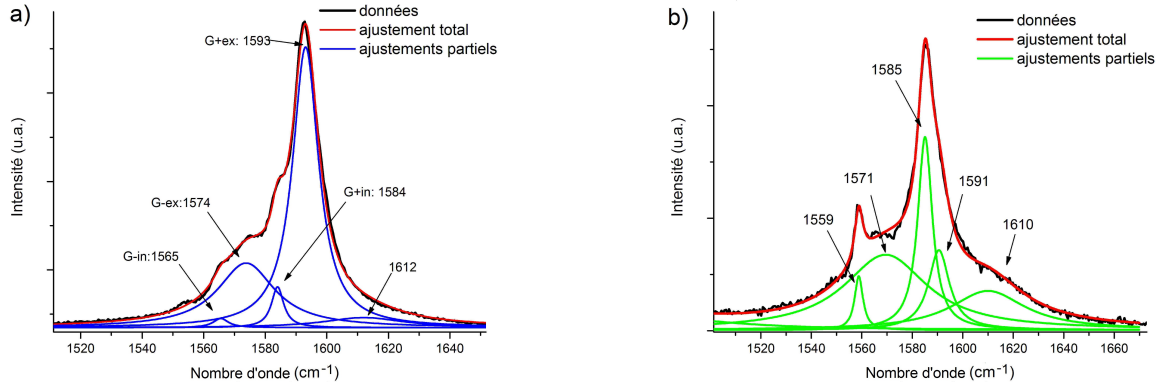 a)
données
ajustement total
ajustements partiels
G+ex: 1593
G-ex:1574
G+in: 1584
G-in:1565
1612
Intensité (u.a.)
1520 1540 1560 1580 1600 1620 1640
Nombre d'onde (cm⁻¹)
b)
données
ajustement total
ajustements partiels
1585
1571
1591
1559
1610
Intensité (u.a.)
1520 1540 1560 1580 1600 1620 1640 1660
Nombre d'onde (cm⁻¹)